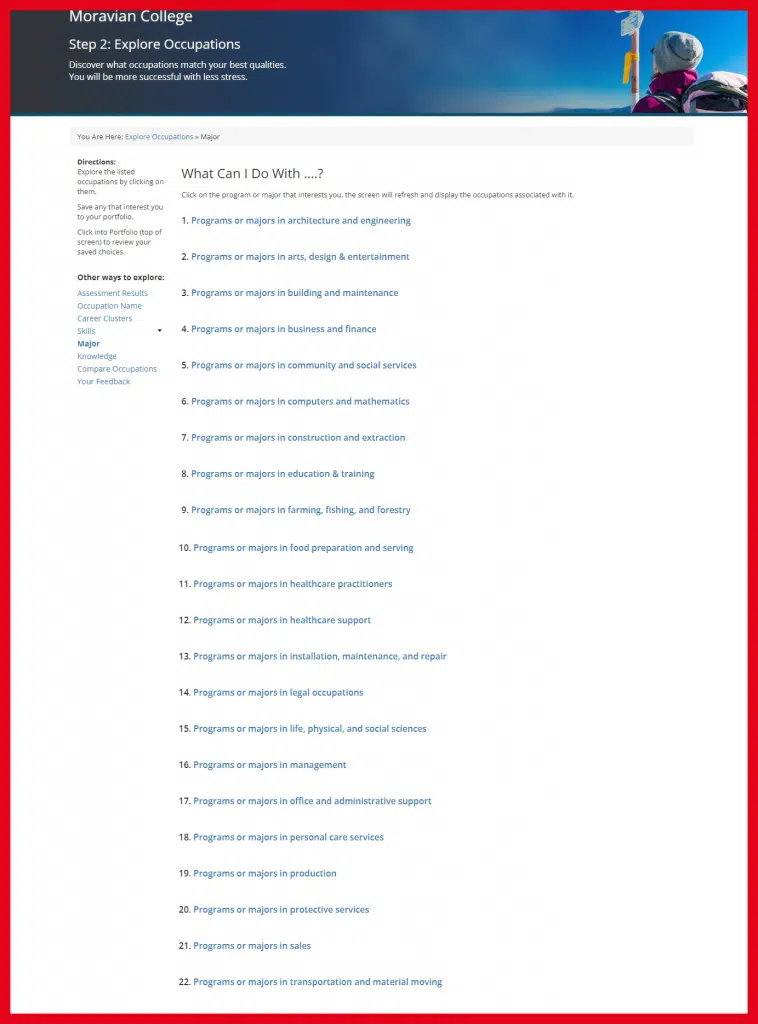 Moravian College
Step 2: Explore Occupations
Discover what occupations match your best qualities.
You will be more successful with less stress.
You Are Here: Explore Occupations » Major
Directions:
Explore the listed
occupations by clicking on
them.
Save any that interest you
to your portfolio.
Click into Portfolio (top of
screen) to review your
saved choices.
Other ways to explore:
Assessment Results
Occupation Name
Career Clusters
Skills
Major
Knowledge
Compare Occupations
Your Feedback
What Can I Do With ....?
Click on the program or major that interests you, the screen will refresh and display the occupations associated with it.
1. Programs or majors in architecture and engineering
2. Programs or majors in arts, design & entertainment
3. Programs or majors in building and maintenance
4. Programs or majors in business and finance
5. Programs or majors in community and social services
6. Programs or majors in computers and mathematics
7. Programs or majors in construction and extraction
8. Programs or majors in education & training
9. Programs or majors in farming, fishing, and forestry
10. Programs or majors in food preparation and serving
11. Programs or majors in healthcare practitioners
12. Programs or majors in healthcare support
13. Programs or majors in installation, maintenance, and repair
14. Programs or majors in legal occupations
15. Programs or majors in life, physical, and social sciences
16. Programs or majors in management
17. Programs or majors in office and administrative support
18. Programs or majors in personal care services
19. Programs or majors in production
20. Programs or majors in protective services
21. Programs or majors in sales
22. Programs or majors in transportation and material moving